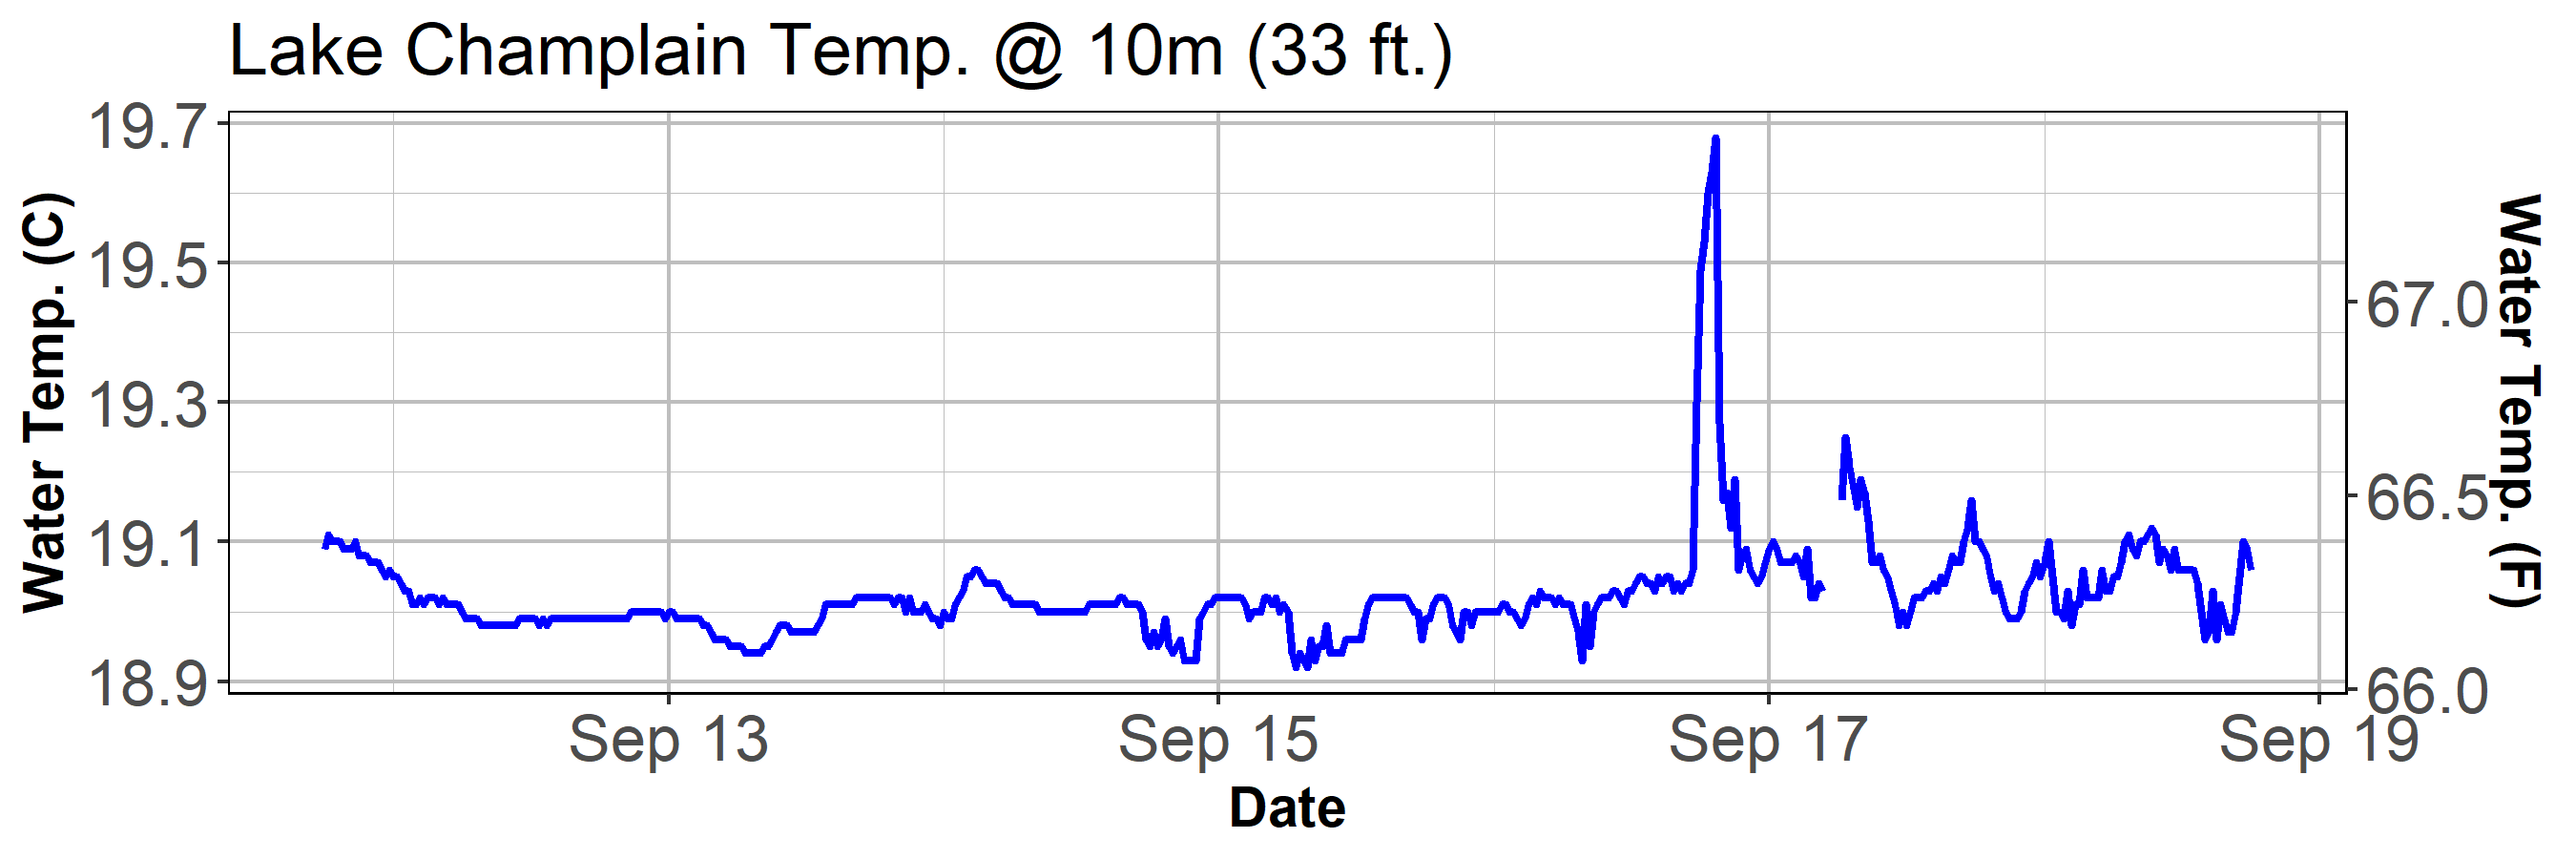 Lake Champlain Temp. @ 10m (33 ft.)
Water Temp. (C)
19.7
19.5
19.3
19.1
18.9
67.0
66.5
66.0
Water Temp. (F)
Sep 13
Sep 15
Sep 17
Sep 19
Date